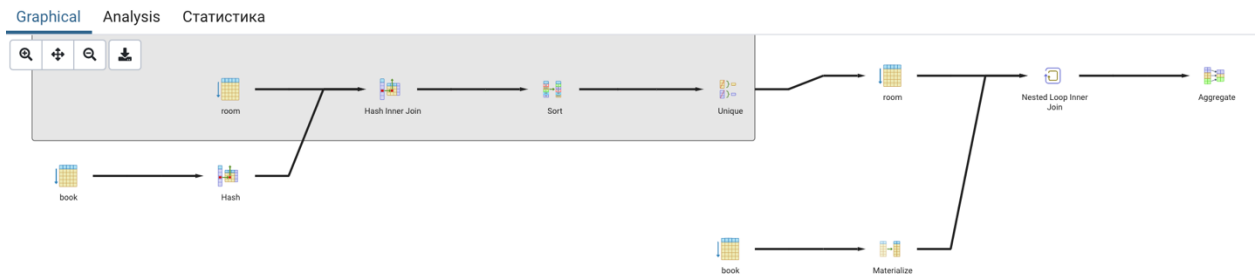 Graphical Analysis Статистика
room
Hash Inner Join
Sort
Unique
room
Nested Loop Inner
Join
Aggregate
book
Hash
book
Materialize